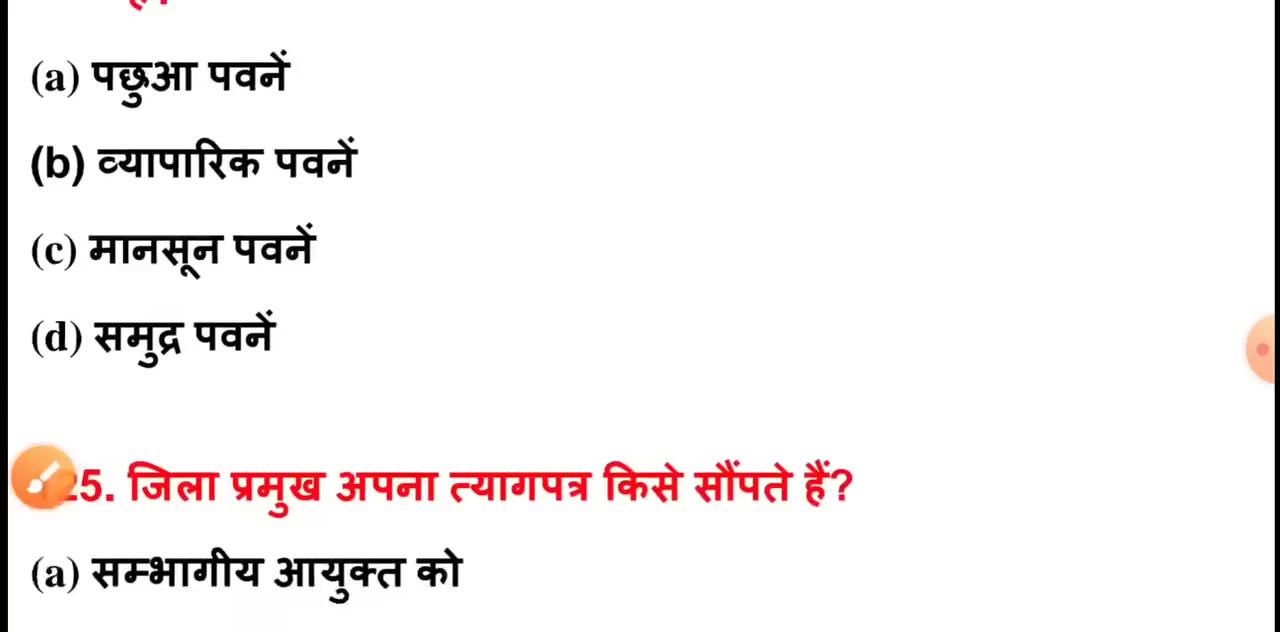 (a) पछुआ पवनें
(b) व्यापारिक पवनें
(c) मानसून पवनें
(d) समुद्र पवनें
25. जिला प्रमुख अपना त्यागपत्र किसे सौंपते हैं?
(a) सम्भागीय आयुक्त को